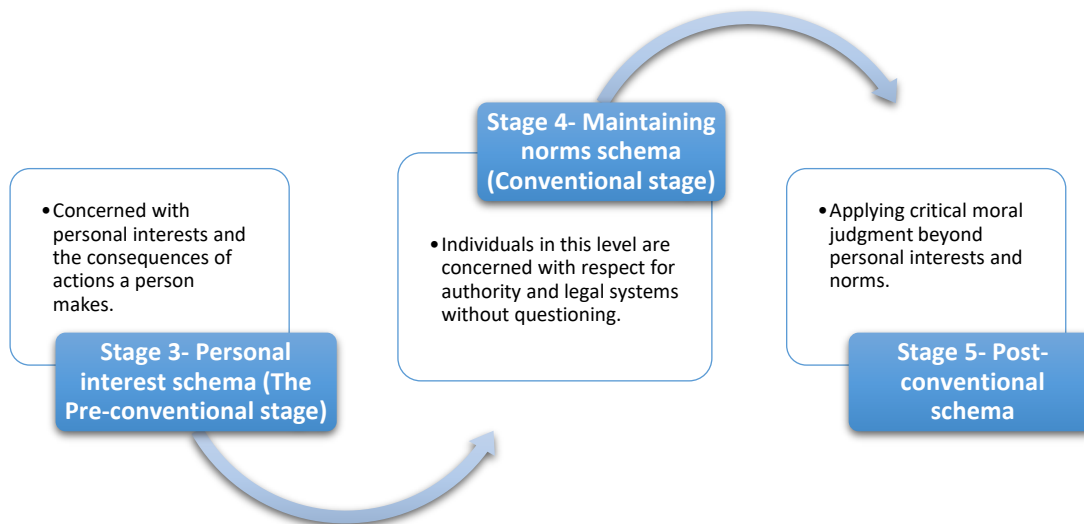 •Concerned with
personal interests and
the consequences of
actions a person
makes.
Stage 3- Personal
interest schema (The
Pre-conventional stage)
Stage 4- Maintaining
norms schema
(Conventional stage)
•Individuals in this level are
concerned with respect for
authority and legal systems
without questioning.
•Applying critical moral
judgment beyond
personal interests and
norms.
Stage 5- Post-
conventional
schema